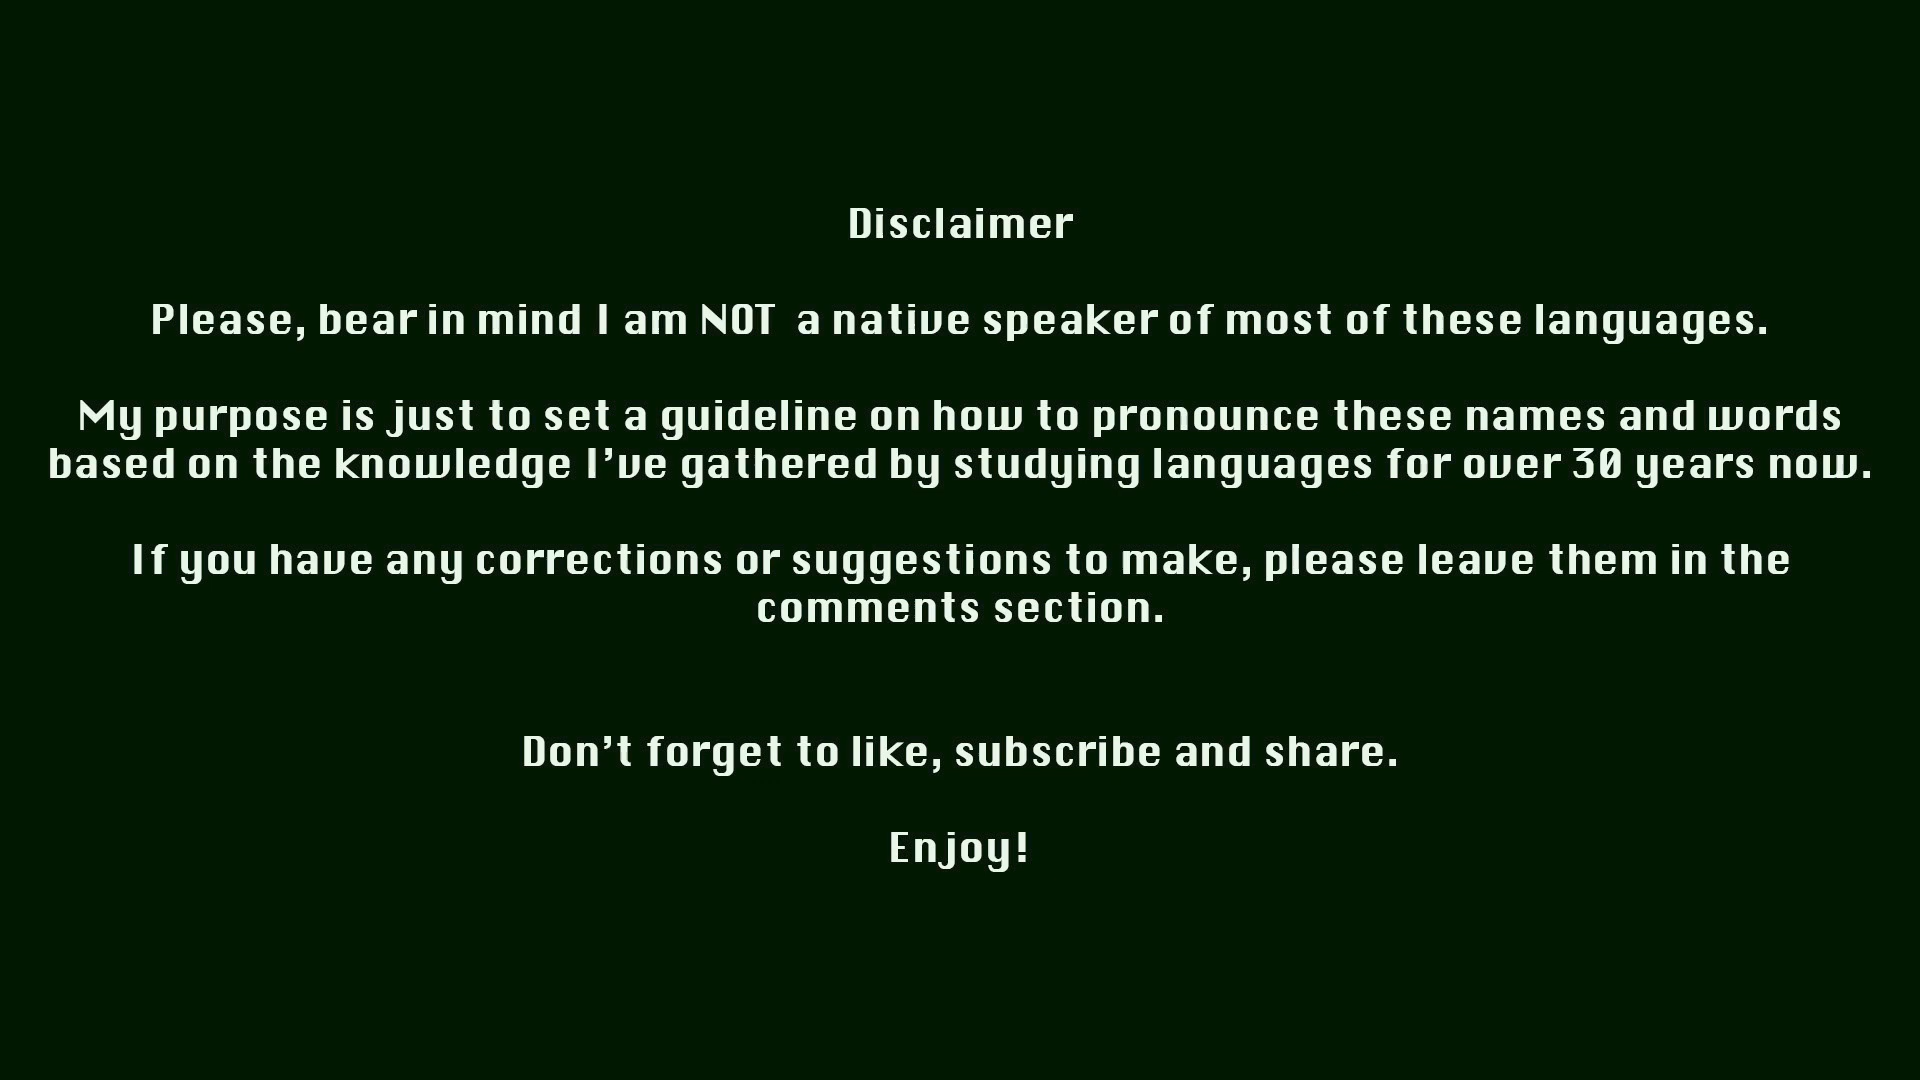 Disclaimer
Please, bear in mind I am NOT a native speaker of most of these languages.
My purpose is just to set a guideline on how to pronounce these names and words
based on the knowledge I've gathered by studying languages for over 30 years now.
If you have any corrections or suggestions to make, please leave them in the
comments section.
Don't forget to like, subscribe and share.
Enjoy!